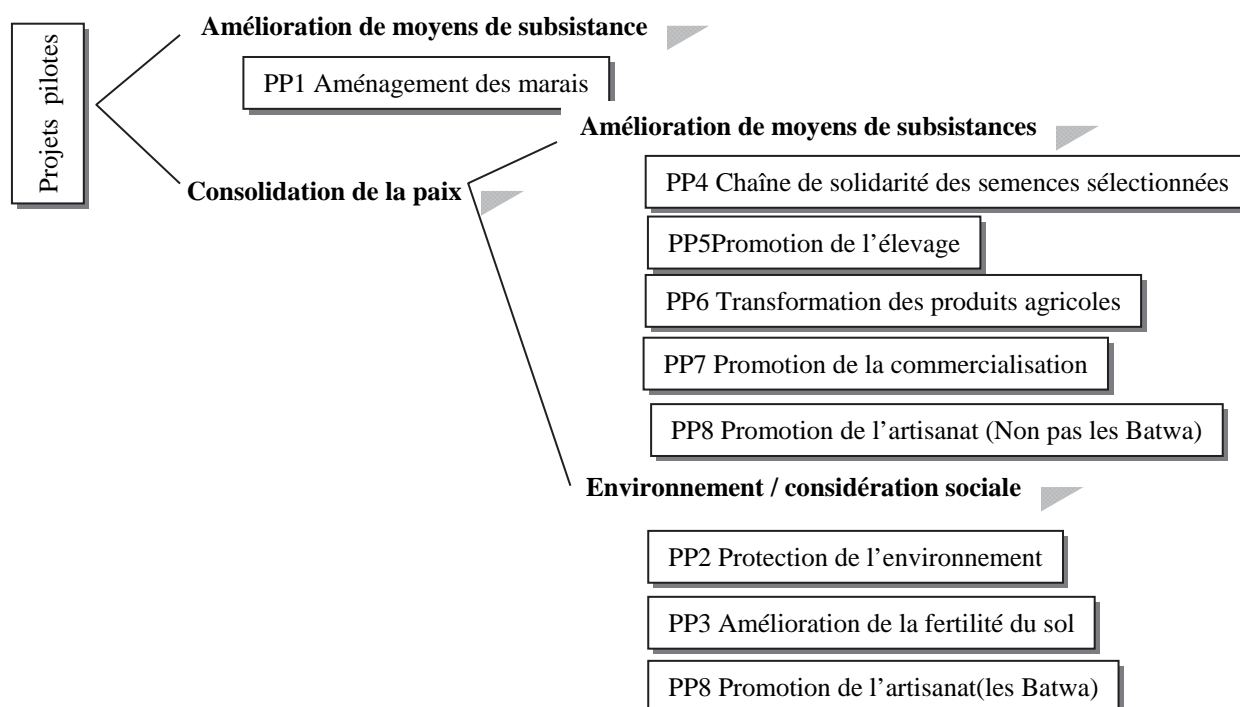 Projets pilotes
Amélioration de moyens de subsistance
PP1 Aménagement des marais
Consolidation de la paix
Amélioration de moyens de subsistances
PP4 Chaîne de solidarité des semences sélectionnées
PP5Promotion de l’élevage
PP6 Transformation des produits agricoles
PP7 Promotion de la commercialisation
PP8 Promotion de l’artisanat (Non pas les Batwa)
Environnement / considération sociale
PP2 Protection de l’environnement
PP3 Amélioration de la fertilité du sol
PP8 Promotion de l’artisanat(les Batwa)